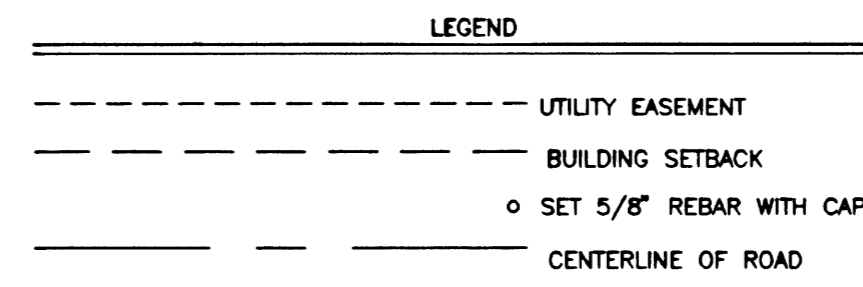 LEGEND
UTILITY EASEMENT
BUILDING SETBACK
SET 5/8" REBAR WITH CAP
CENTERLINE OF ROAD